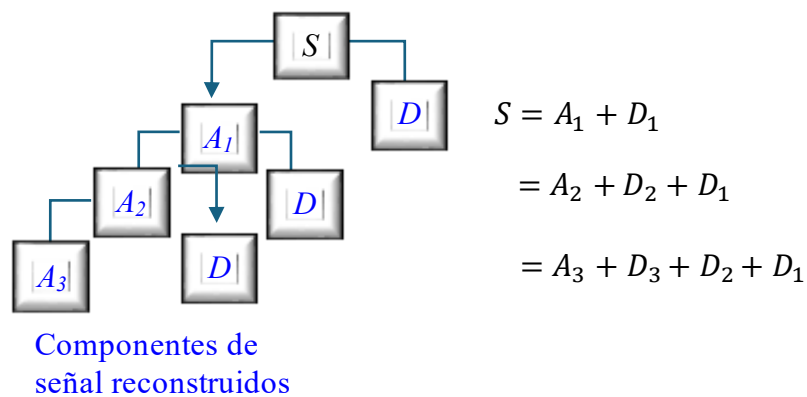 S
D
A₁
A₂
D
A₃
D
S = A₁ + D₁
= A₂ + D₂ + D₁
= A₃ + D₃ + D₂ + D₁
Componentes de
señal reconstruidos